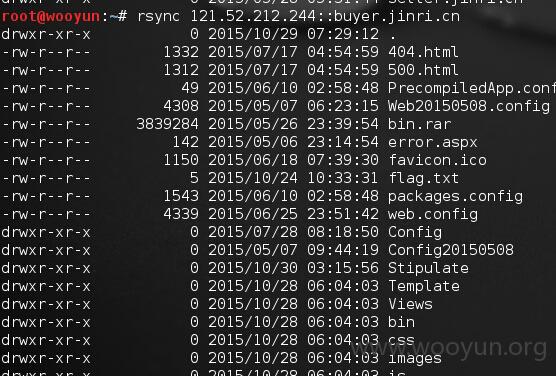 root@wooyun:~# rsync 121.52.212.244::buyer.jinri.cn
drwxr-xr-x 0 2015/10/29 07:29:12 .
-rw-r--r-- 1332 2015/07/17 04:54:59 404.html
-rw-r--r-- 1312 2015/07/17 04:54:59 500.html
-rw-r--r-- 49 2015/06/10 02:58:48 PrecompiledApp.conf
-rw-r--r-- 4308 2015/05/07 06:23:15 Web20150508.config
-rw-r--r-- 3839284 2015/05/26 23:39:54 bin.rar
-rw-r--r-- 142 2015/05/06 23:14:54 error.aspx
-rw-r--r-- 1150 2015/06/18 07:39:30 favicon.ico
-rw-r--r-- 5 2015/10/24 10:33:31 flag.txt
-rw-r--r-- 1543 2015/06/10 02:58:48 packages.config
-rw-r--r-- 4339 2015/06/25 23:51:42 web.config
drwxr-xr-x 0 2015/07/28 08:18:50 Config
drwxr-xr-x 0 2015/05/07 09:44:19 Config20150508
drwxr-xr-x 0 2015/10/30 03:15:56 Stipulate
drwxr-xr-x 0 2015/10/28 06:04:03 Template
drwxr-xr-x 0 2015/10/28 06:04:03 Views
drwxr-xr-x 0 2015/10/28 06:04:03 bin
drwxr-xr-x 0 2015/10/28 06:04:03 css
drwxr-xr-x 0 2015/10/28 06:04:03 images
drwxr-xr-x 0 2015/10/28 06:04:03 js
www.wooyun.org